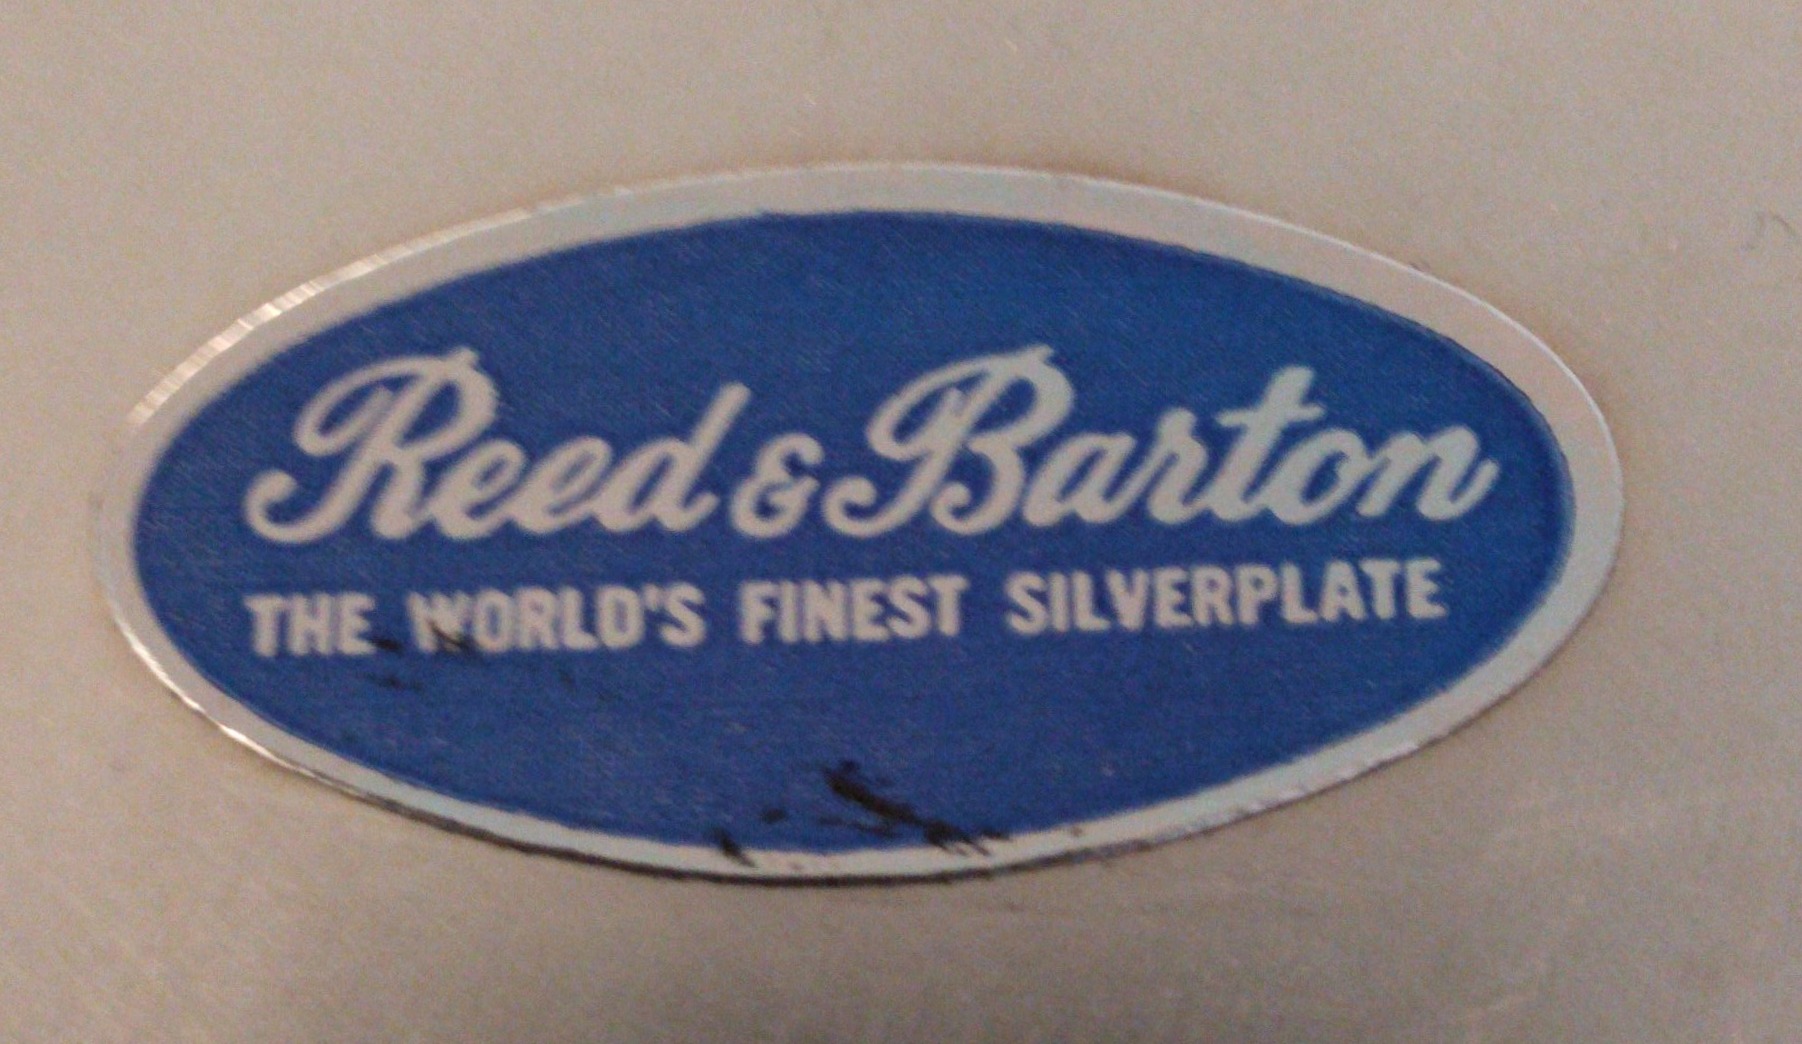 Reed & Barton
THE WORLD'S FINEST SILVERPLATE